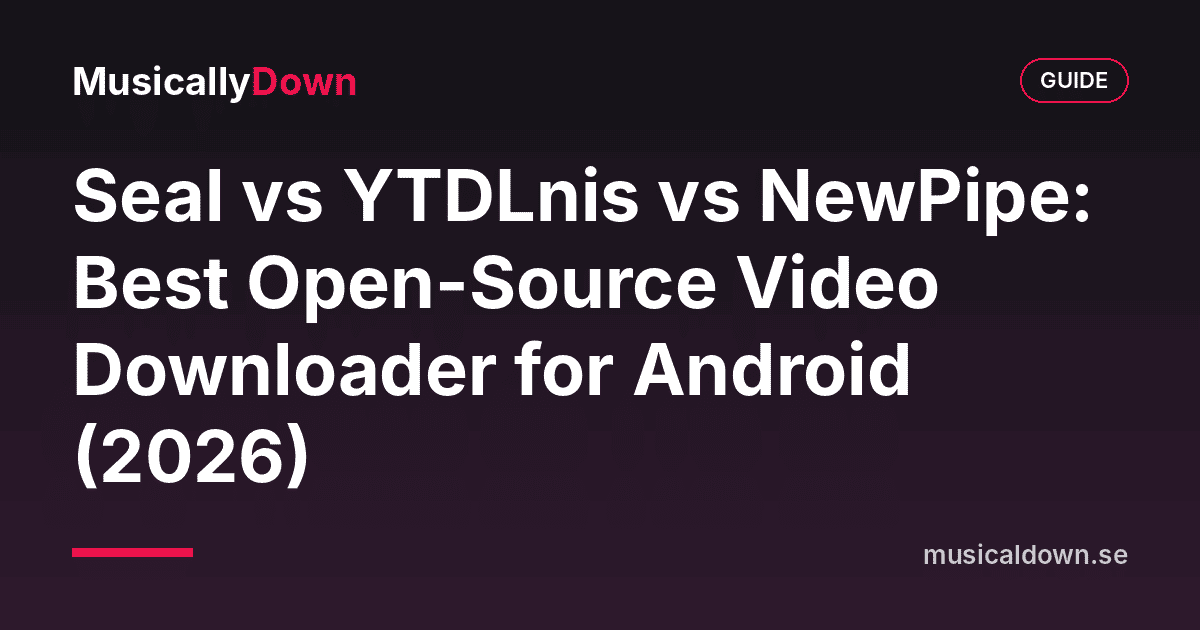 MusicallyDown
GUIDE
Seal vs YTDLnis vs NewPipe:
Best Open-Source Video
Downloader for Android
(2026)
musicaldown.se